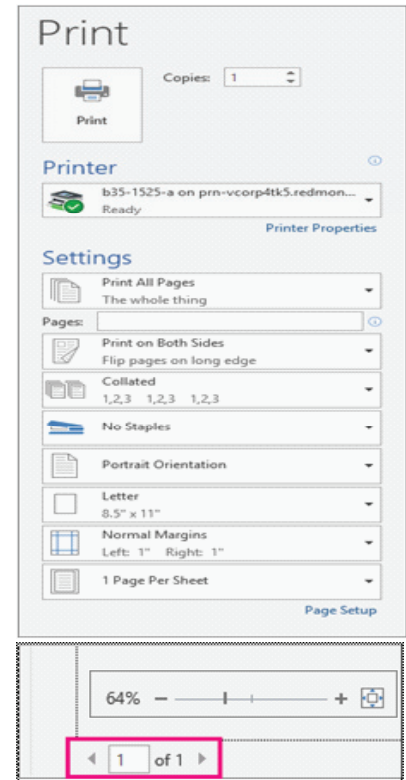 Print
Copies: 1
Print
Printer
b35-1525-a on prn-vcorp4tk5.redmon...
Ready
Printer Properties
Settings
Print All Pages
The whole thing
Pages:
Print on Both Sides
Flip pages on long edge
Collated
1,2,3 1,2,3 1,2,3
No Staples
Portrait Orientation
Letter
8.5" x 11"
Normal Margins
Left: 1" Right: 1"
1 Page Per Sheet
Page Setup
64%
1 of 1